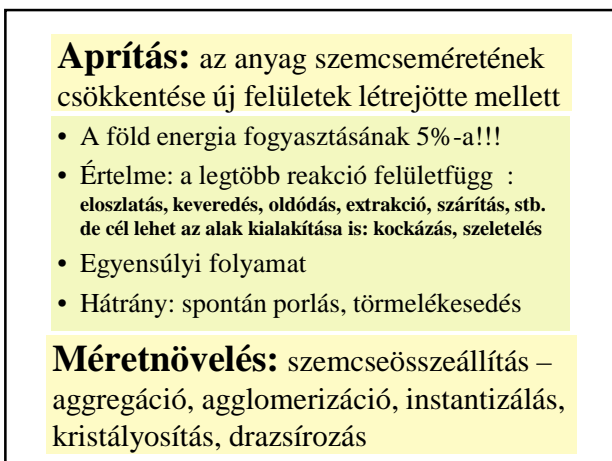 Aprítás: az anyag szemcseméretének
csökkentése új felületek létrejötte mellett
• A föld energia fogyasztásának 5%-a!!!
• Értelme: a legtöbb reakció felületfügg :
eloszlatás, keveredés, oldódás, extrakció, szárítás, stb.
de cél lehet az alak kialakítása is: kockázás, szeletelés
• Egyensúlyi folyamat
• Hátrány: spontán porlás, törmelékesedés
Méretnövelés: szemcseösszeállítás –
aggregáció, agglomerizáció, instantizálás,
kristályosítás, drazsírozás